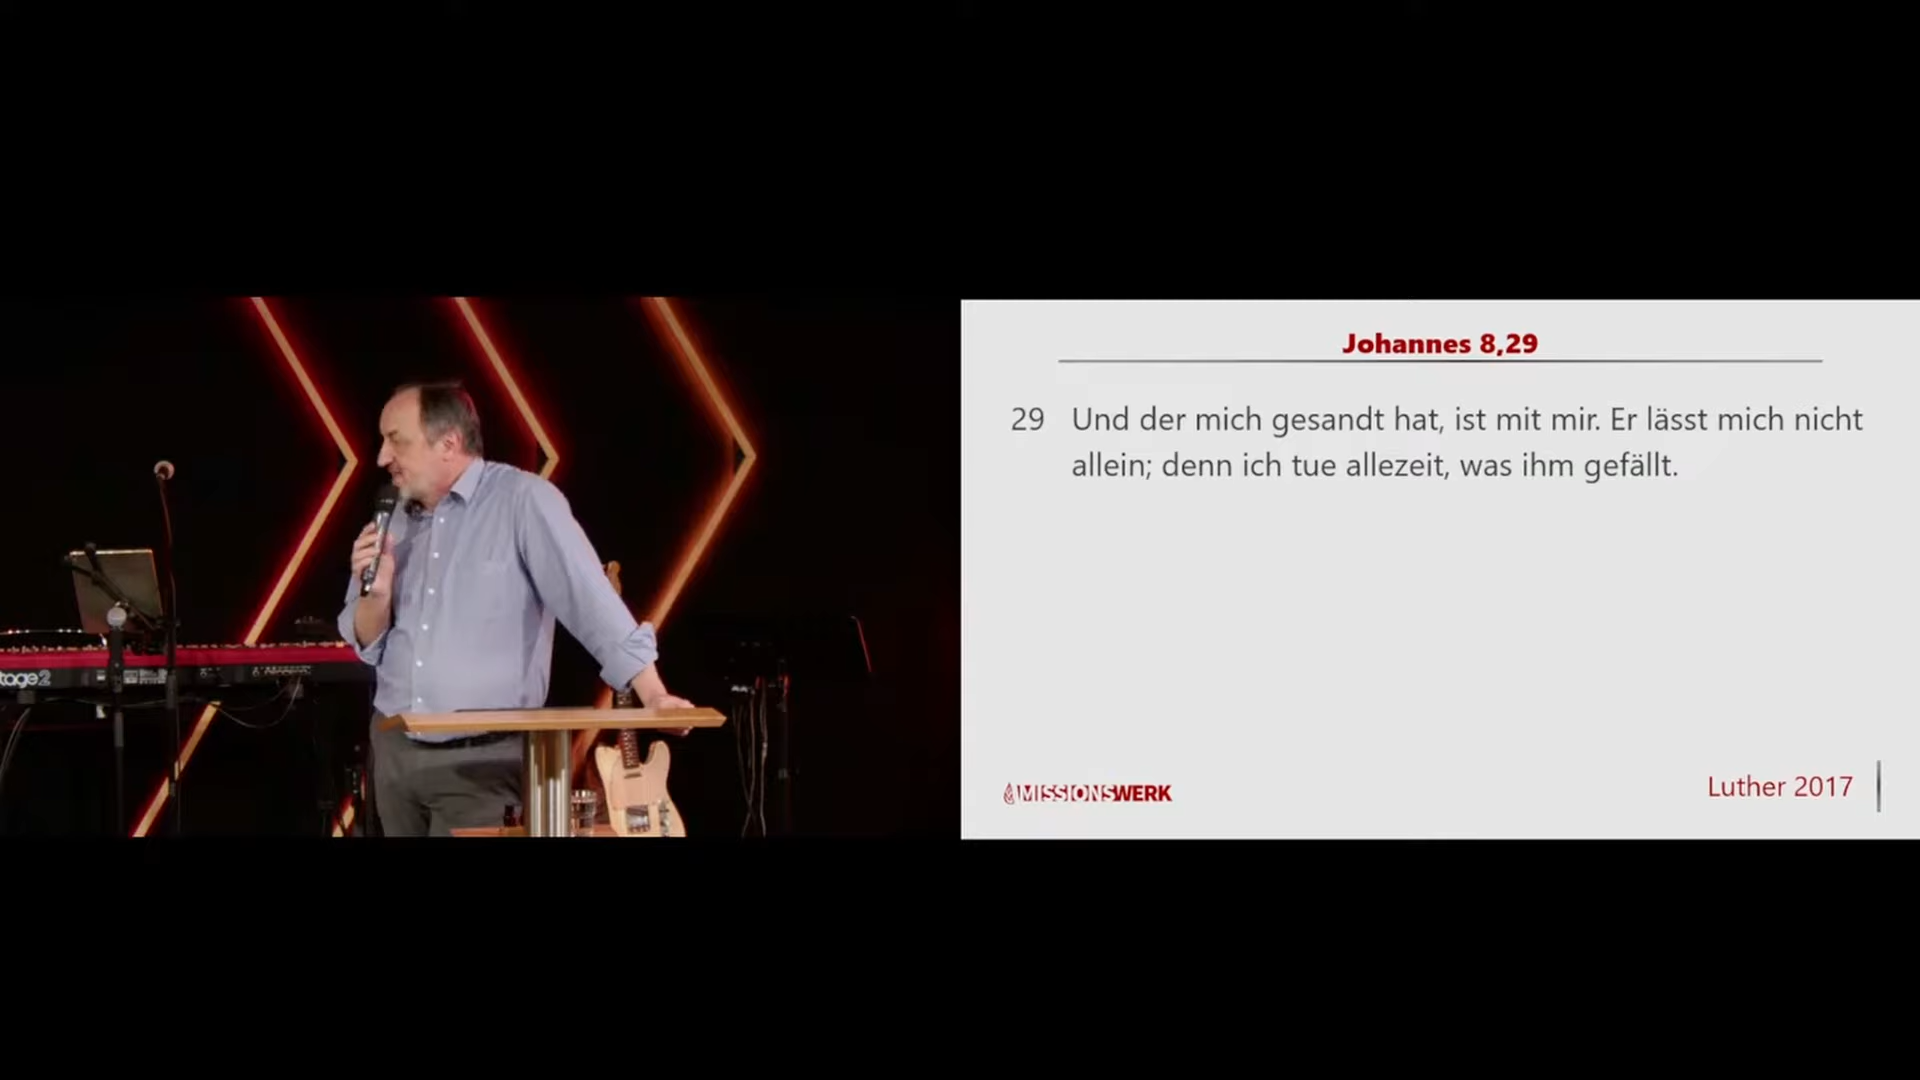 tage2
Johannes 8,29
29 Und der mich gesandt hat, ist mit mir. Er lässt mich nicht
allein; denn ich tue allezeit, was ihm gefällt.
MISSIONSWERK
Luther 2017